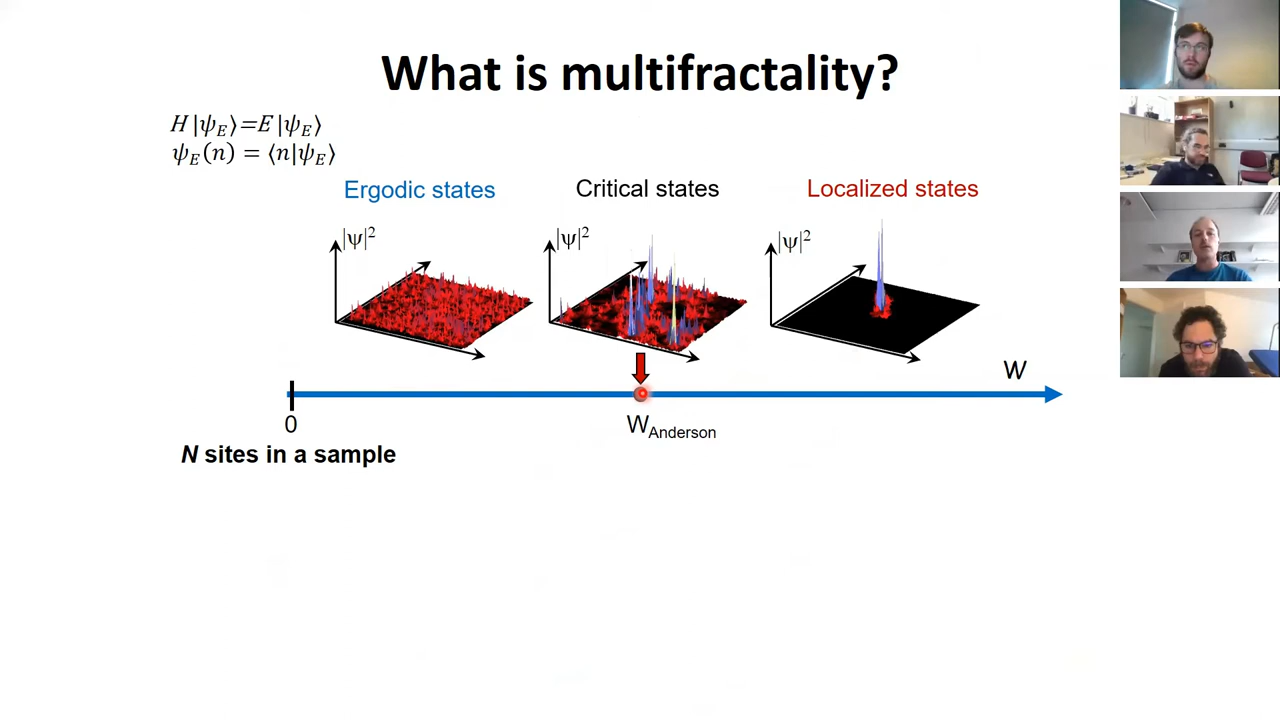 What is multifractality?
H|ψ_E⟩=E|ψ_E⟩
ψ_E(n) = ⟨n|ψ_E⟩
Ergodic states
Critical states
Localized states
|ψ|²
|ψ|²
|ψ|²
W
0
W_Anderson
N sites in a sample